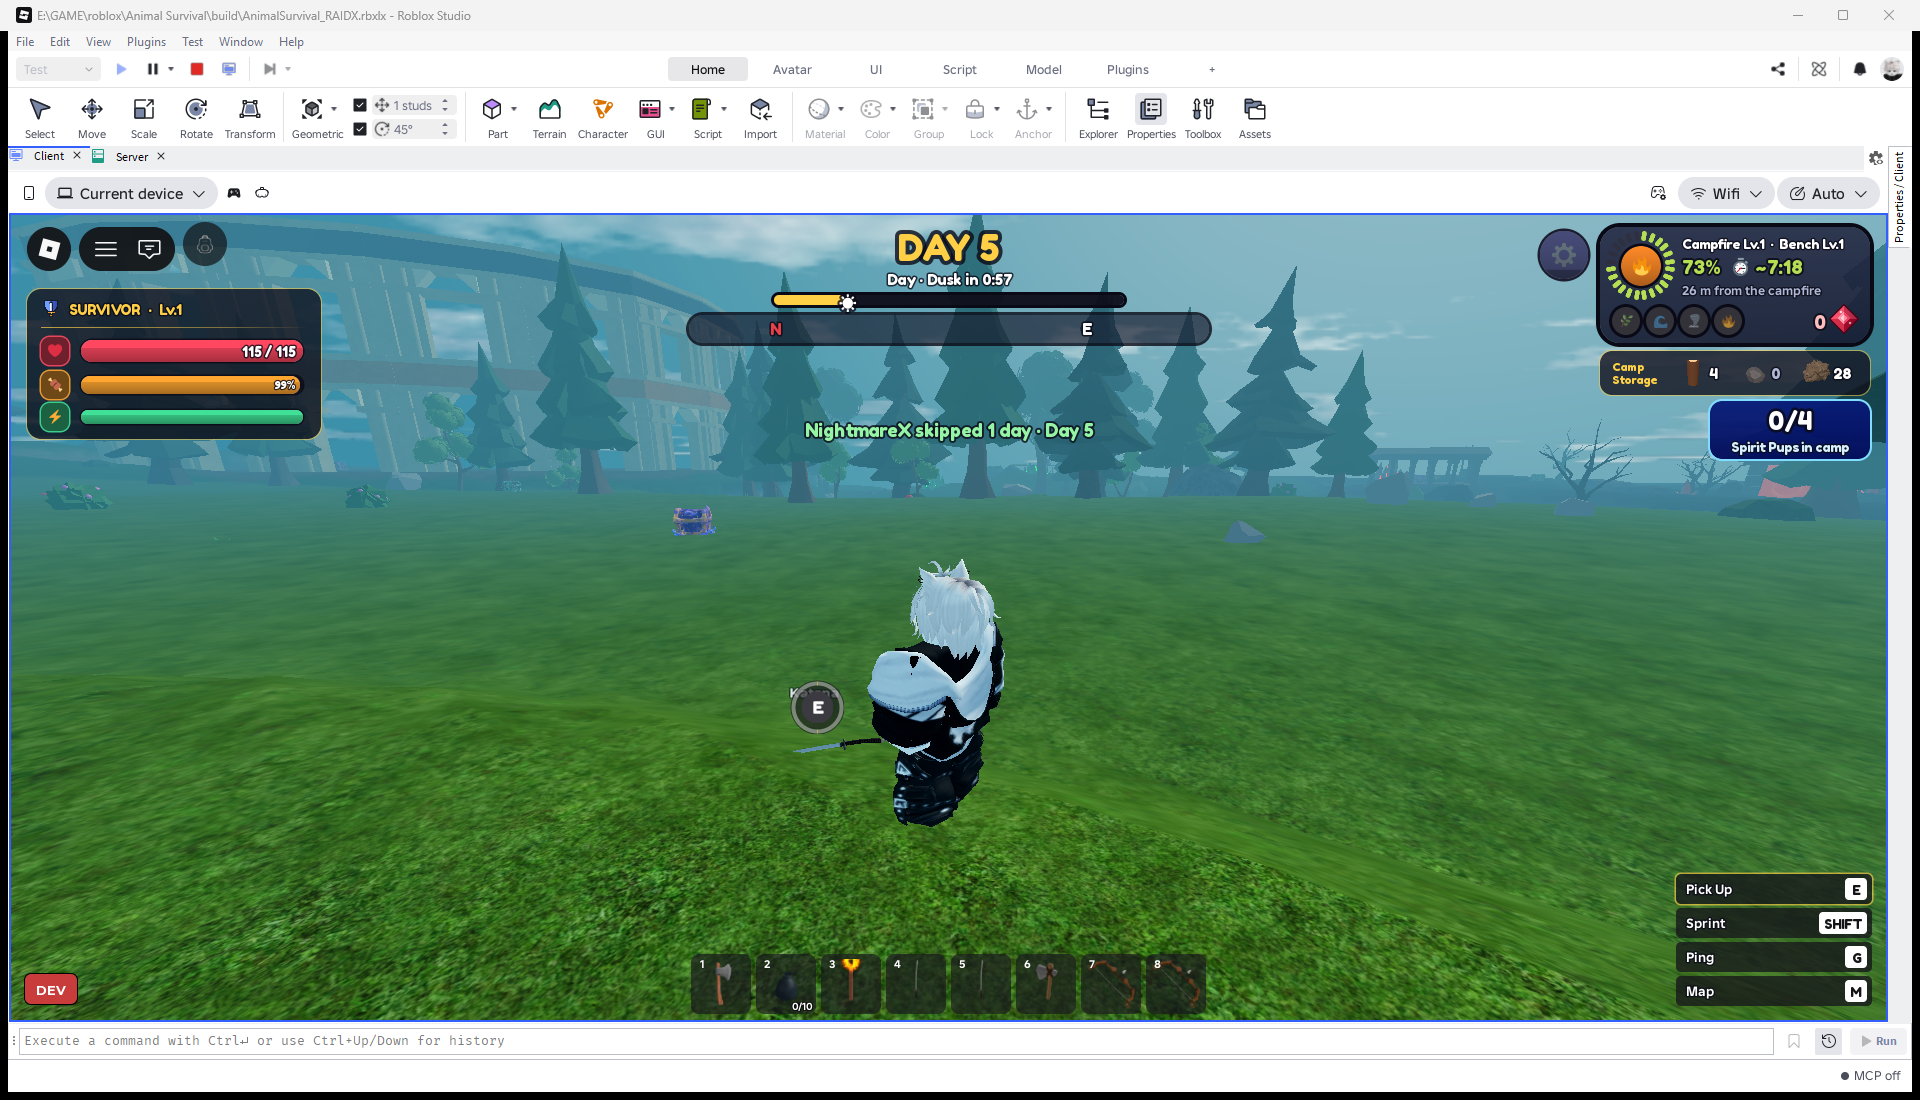 E:\GAME\roblox\Animal Survival\build\AnimalSurvival_RAIDX.rbxlx - Roblox Studio
File Edit View Plugins Test Window Help
Test
Home Avatar UI Script Model Plugins +
Select Move Scale Rotate Transform Geometric 1 studs 45° Part Terrain Character GUI Script Import Material Color Group Lock Anchor Explorer Properties Toolbox Assets
Client Server
Properties / Client
Current device Wifi Auto
DAY 5
Day · Dusk in 0:57
N E
SURVIVOR · Lv.1
115 / 115
99%
Campfire Lv.1 · Bench Lv.1
73% ~7:18
26 m from the campfire
0
Camp Storage 4 0 28
0/4
Spirit Pups in camp
NightmareX skipped 1 day · Day 5
E
Pick Up E
Sprint SHIFT
Ping G
Map M
DEV
1 2 3 4 5 6 7 8
0/10
Execute a command with Ctrl↵ or use Ctrl+Up/Down for history
Run
MCP off